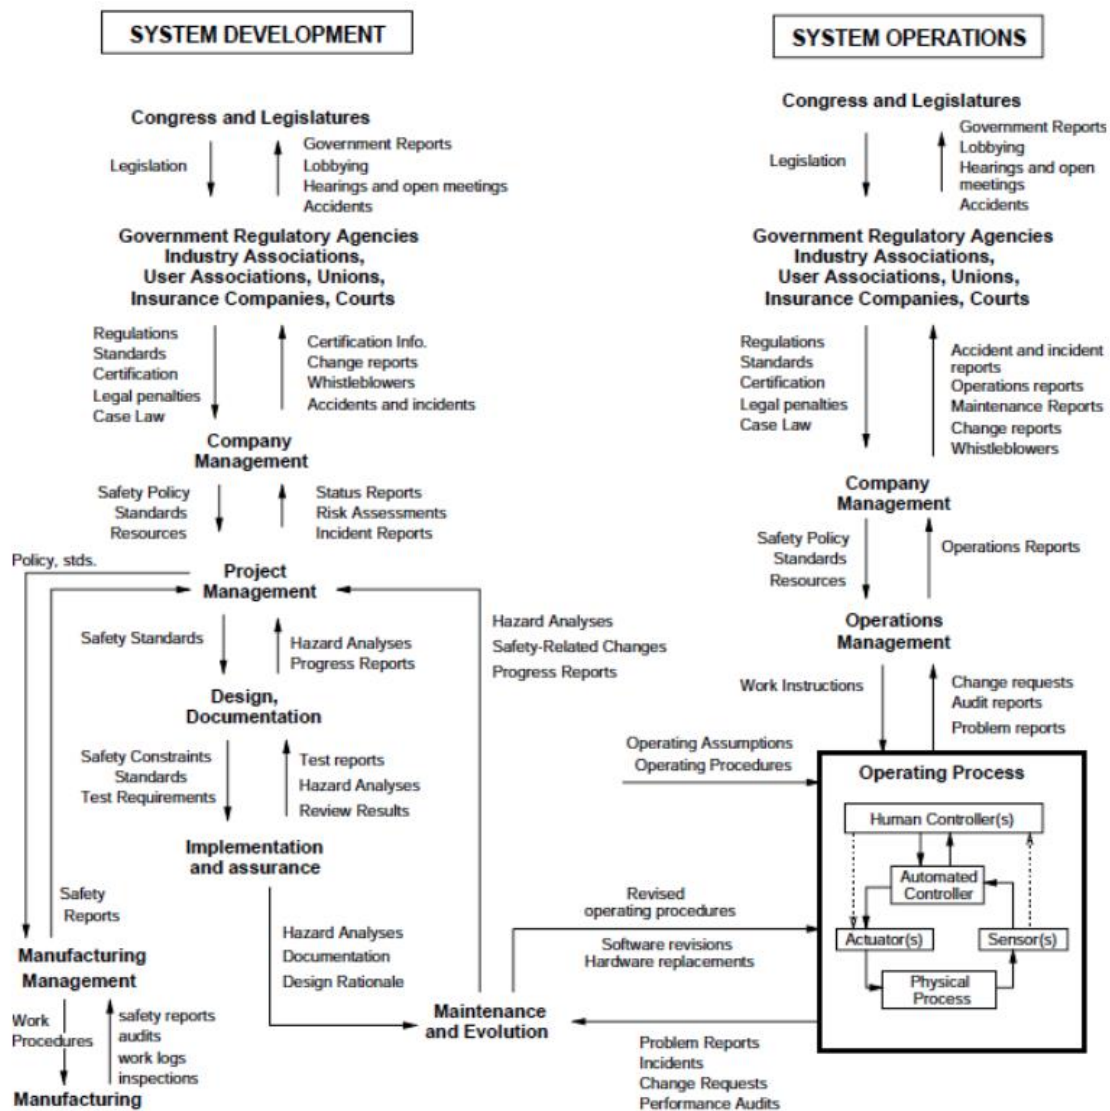 SYSTEM DEVELOPMENT
Congress and Legislatures
Legislation
Government Reports
Lobbying
Hearings and open meetings
Accidents
Government Regulatory Agencies
Industry Associations,
User Associations, Unions,
Insurance Companies, Courts
Regulations
Standards
Certification
Legal penalties
Case Law
Certification Info.
Change reports
Whistleblowers
Accidents and incidents
Company
Management
Safety Policy
Standards
Resources
Status Reports
Risk Assessments
Incident Reports
Policy, stds.
Project
Management
Safety Standards
Hazard Analyses
Progress Reports
Hazard Analyses
Safety-Related Changes
Progress Reports
Design,
Documentation
Safety Constraints
Standards
Test Requirements
Test reports
Hazard Analyses
Review Results
Implementation
and assurance
Safety
Reports
Hazard Analyses
Documentation
Design Rationale
Manufacturing
Management
Work
Procedures
safety reports
audits
work logs
inspections
Manufacturing
Maintenance
and Evolution
SYSTEM OPERATIONS
Congress and Legislatures
Legislation
Government Reports
Lobbying
Hearings and open
meetings
Accidents
Government Regulatory Agencies
Industry Associations,
User Associations, Unions,
Insurance Companies, Courts
Regulations
Standards
Certification
Legal penalties
Case Law
Accident and incident
reports
Operations reports
Maintenance Reports
Change reports
Whistleblowers
Company
Management
Safety Policy
Standards
Resources
Operations Reports
Operations
Management
Work Instructions
Change requests
Audit reports
Problem reports
Operating Assumptions
Operating Procedures
Operating Process
Human Controller(s)
Automated
Controller
Actuator(s)
Sensor(s)
Physical
Process
Revised
operating procedures
Software revisions
Hardware replacements
Problem Reports
Incidents
Change Requests
Performance Audits